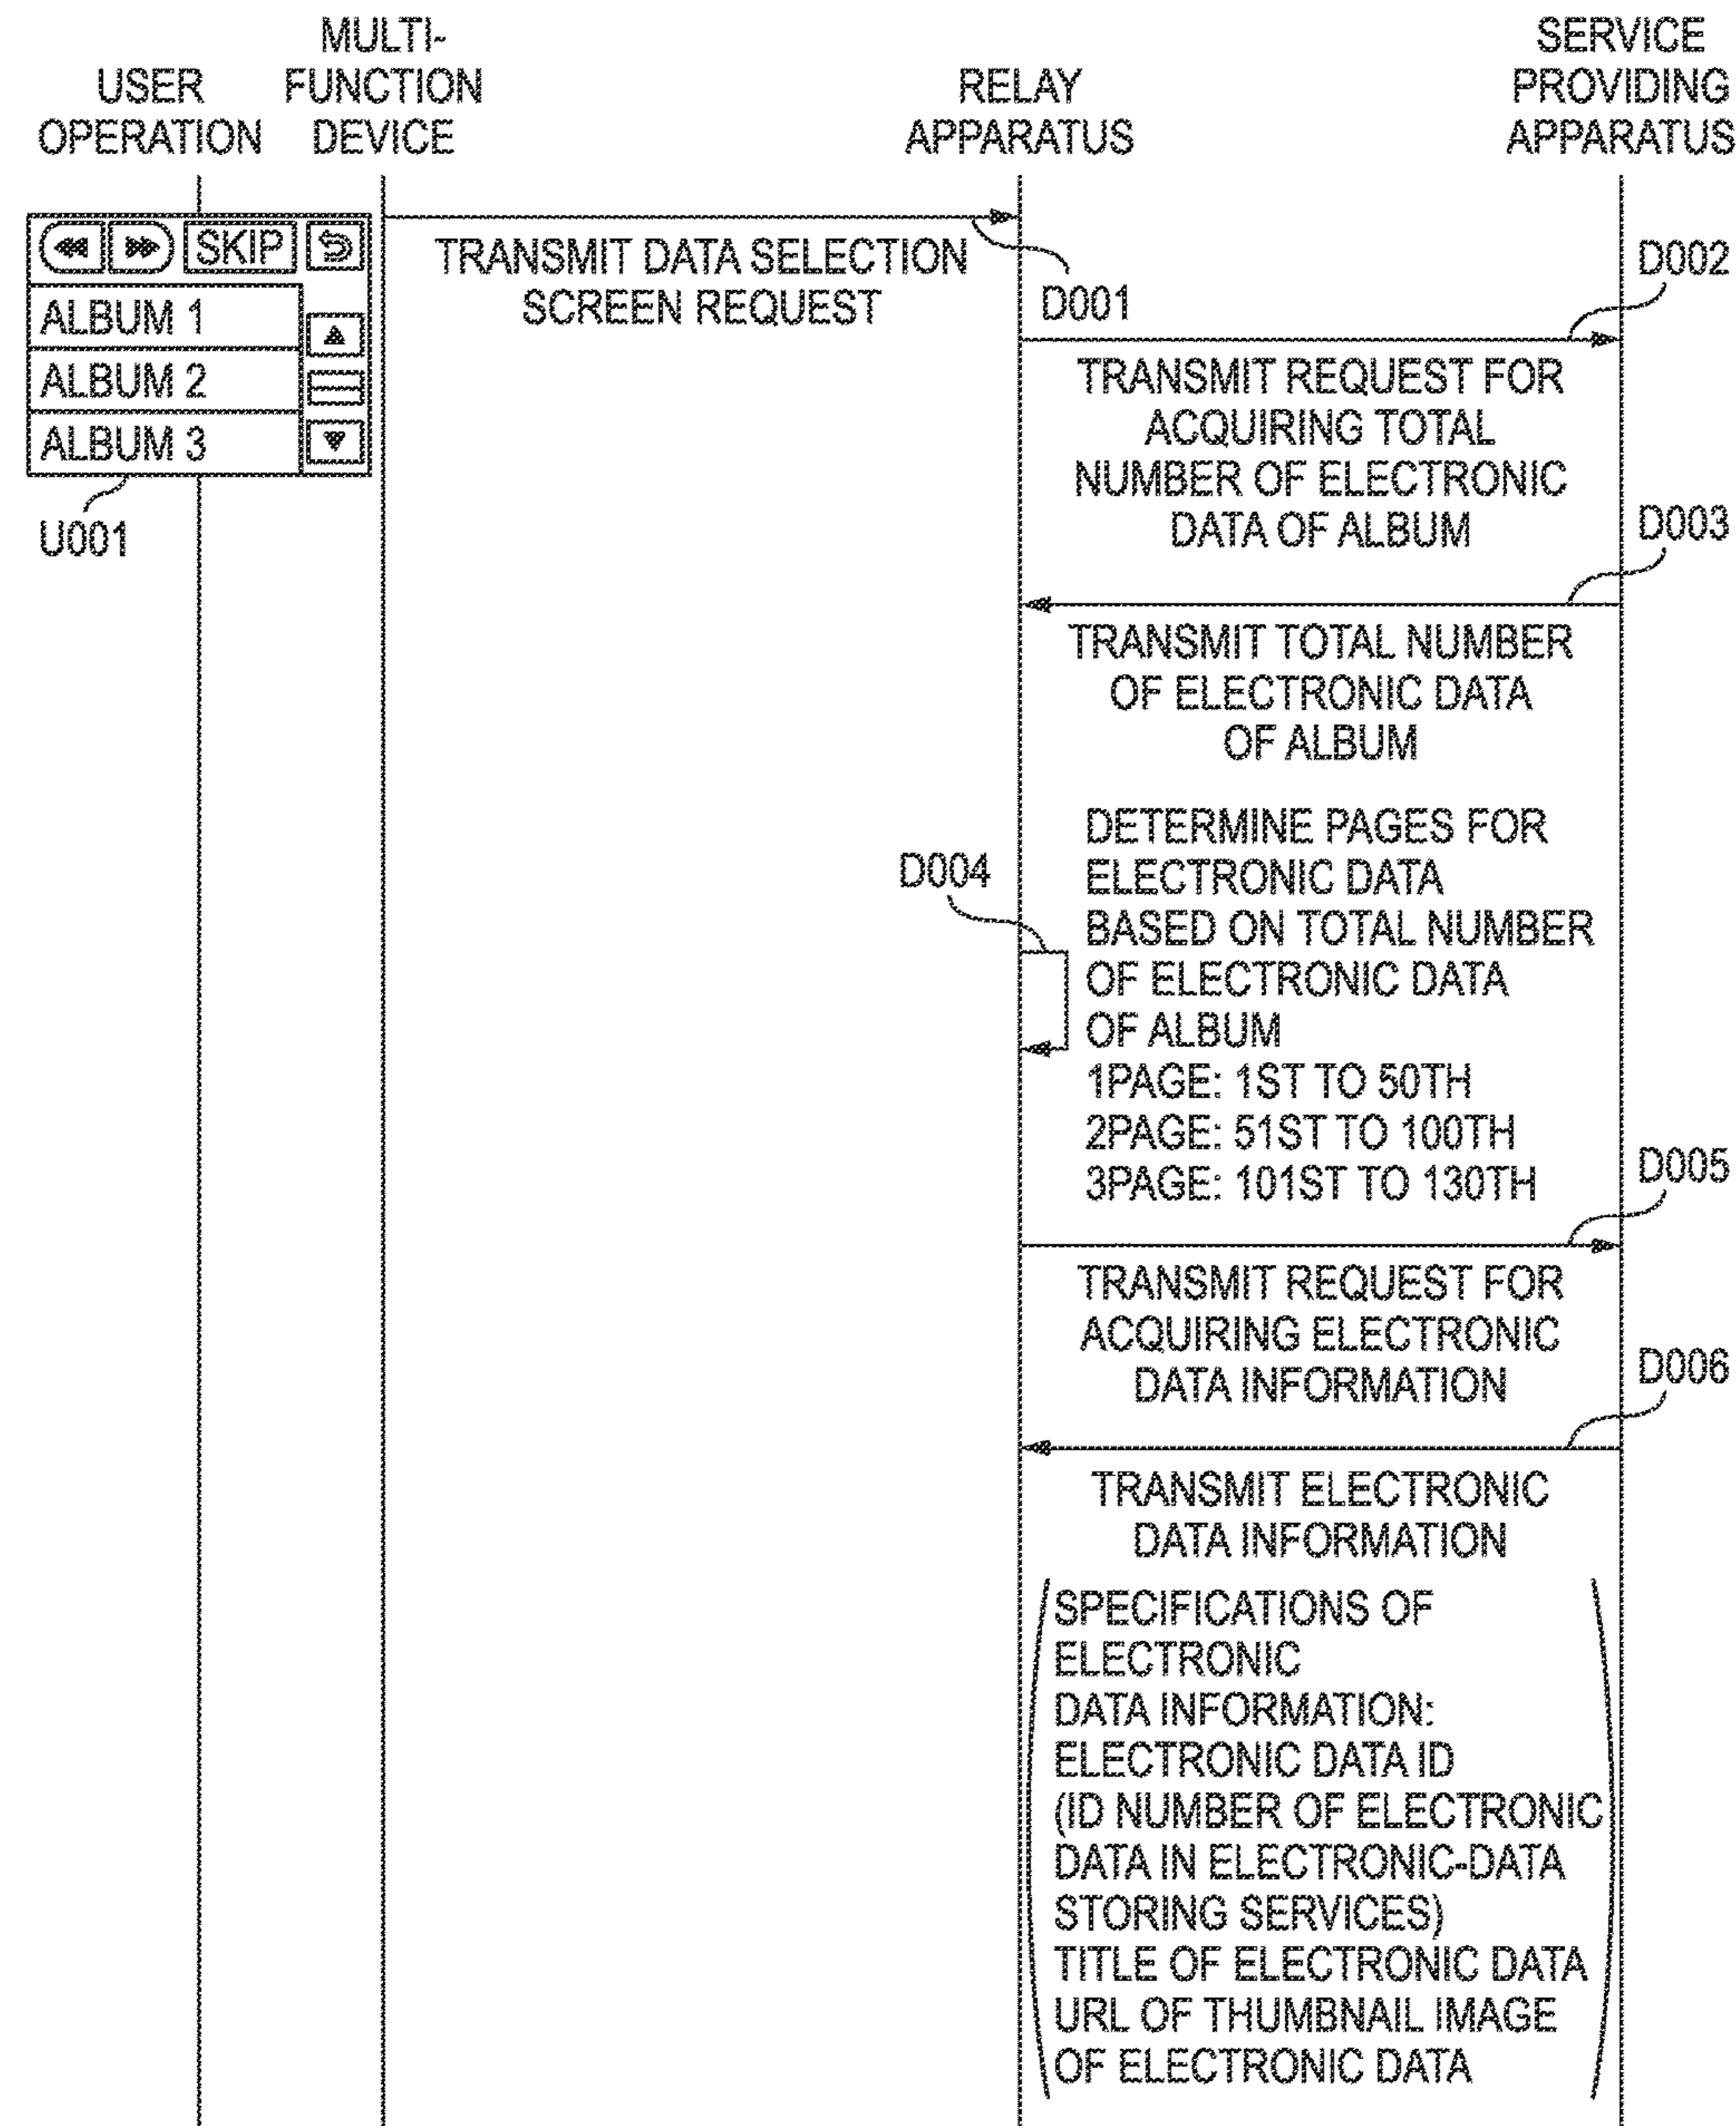 USER
OPERATION
MULTI-
FUNCTION
DEVICE
RELAY
APPARATUS
SERVICE
PROVIDING
APPARATUS
SKIP
ALBUM 1
ALBUM 2
ALBUM 3
U001
TRANSMIT DATA SELECTION
SCREEN REQUEST
D001
D002
TRANSMIT REQUEST FOR
ACQUIRING TOTAL
NUMBER OF ELECTRONIC
DATA OF ALBUM
D003
TRANSMIT TOTAL NUMBER
OF ELECTRONIC DATA
OF ALBUM
D004
DETERMINE PAGES FOR
ELECTRONIC DATA
BASED ON TOTAL NUMBER
OF ELECTRONIC DATA
OF ALBUM
1PAGE: 1ST TO 50TH
2PAGE: 51ST TO 100TH
3PAGE: 101ST TO 130TH
D005
TRANSMIT REQUEST FOR
ACQUIRING ELECTRONIC
DATA INFORMATION
D006
TRANSMIT ELECTRONIC
DATA INFORMATION
SPECIFICATIONS OF
ELECTRONIC
DATA INFORMATION:
ELECTRONIC DATA ID
(ID NUMBER OF ELECTRONIC
DATA IN ELECTRONIC-DATA
STORING SERVICES)
TITLE OF ELECTRONIC DATA
URL OF THUMBNAIL IMAGE
OF ELECTRONIC DATA